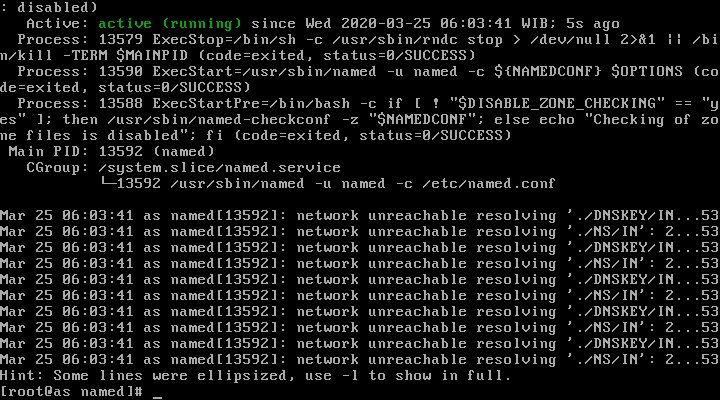 : disabled)
   Active: active (running) since Wed 2020-03-25 06:03:41 WIB; 5s ago
  Process: 13579 ExecStop=/bin/sh -c /usr/sbin/rndc stop > /dev/null 2>&1 || /bi
n/kill -TERM $MAINPID (code=exited, status=0/SUCCESS)
  Process: 13590 ExecStart=/usr/sbin/named -u named -c ${NAMEDCONF} $OPTIONS (co
de=exited, status=0/SUCCESS)
  Process: 13588 ExecStartPre=/bin/bash -c if [ ! "$DISABLE_ZONE_CHECKING" == "y
es" ]; then /usr/sbin/named-checkconf -z "$NAMEDCONF"; else echo "Checking of zo
ne files is disabled"; fi (code=exited, status=0/SUCCESS)
 Main PID: 13592 (named)
   CGroup: /system.slice/named.service
           └─13592 /usr/sbin/named -u named -c /etc/named.conf

Mar 25 06:03:41 as named[13592]: network unreachable resolving './DNSKEY/IN...53
Mar 25 06:03:41 as named[13592]: network unreachable resolving './NS/IN': 2...53
Mar 25 06:03:41 as named[13592]: network unreachable resolving './NS/IN': 2...53
Mar 25 06:03:41 as named[13592]: network unreachable resolving './NS/IN': 2...53
Mar 25 06:03:41 as named[13592]: network unreachable resolving './DNSKEY/IN...53
Mar 25 06:03:41 as named[13592]: network unreachable resolving './NS/IN': 2...53
Mar 25 06:03:41 as named[13592]: network unreachable resolving './DNSKEY/IN...53
Mar 25 06:03:41 as named[13592]: network unreachable resolving './NS/IN': 2...53
Mar 25 06:03:41 as named[13592]: network unreachable resolving './DNSKEY/IN...53
Mar 25 06:03:41 as named[13592]: network unreachable resolving './NS/IN': 2...53
Hint: Some lines were ellipsized, use -l to show in full.
[root@as named]# _